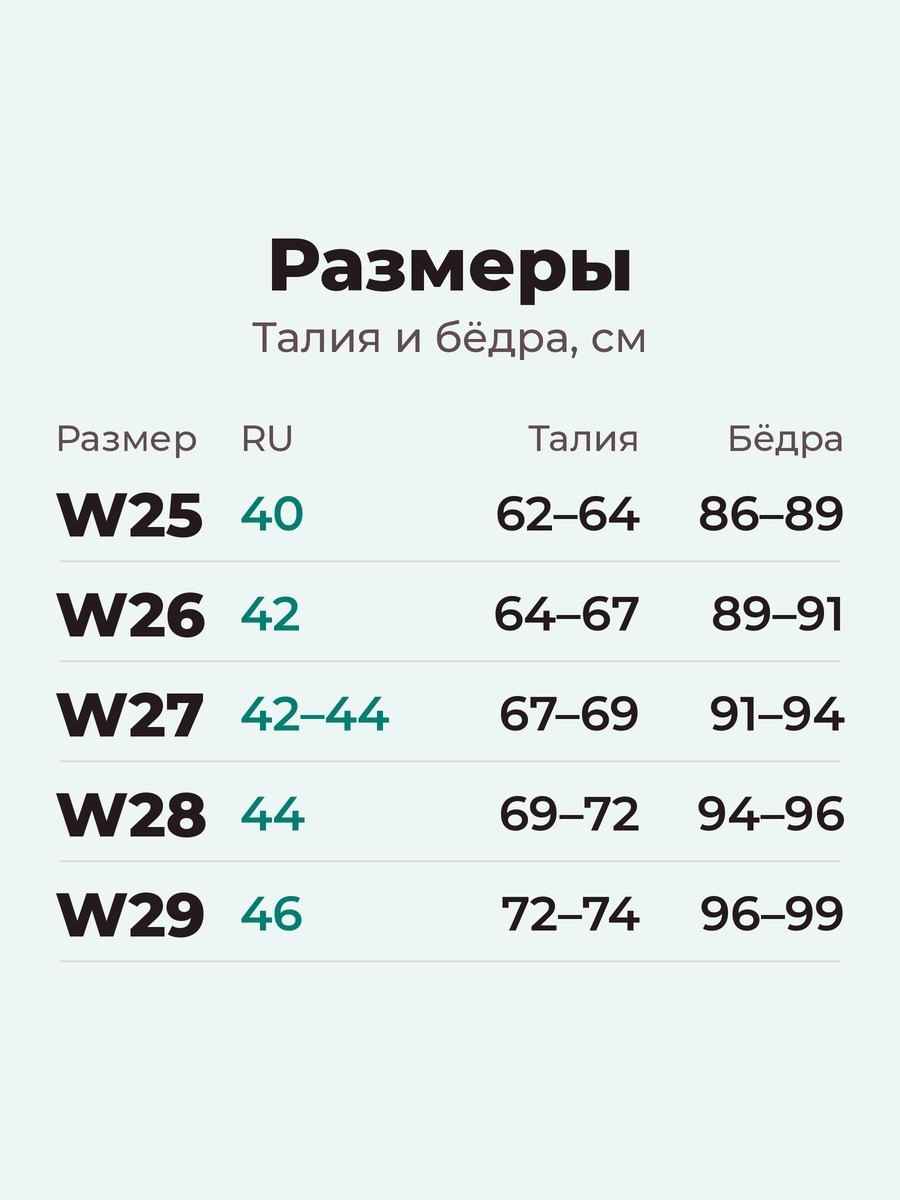 Размеры
Талия и бёдра, см
Размер RU Талия Бёдра
W25 40 62–64 86–89
W26 42 64–67 89–91
W27 42–44 67–69 91–94
W28 44 69–72 94–96
W29 46 72–74 96–99